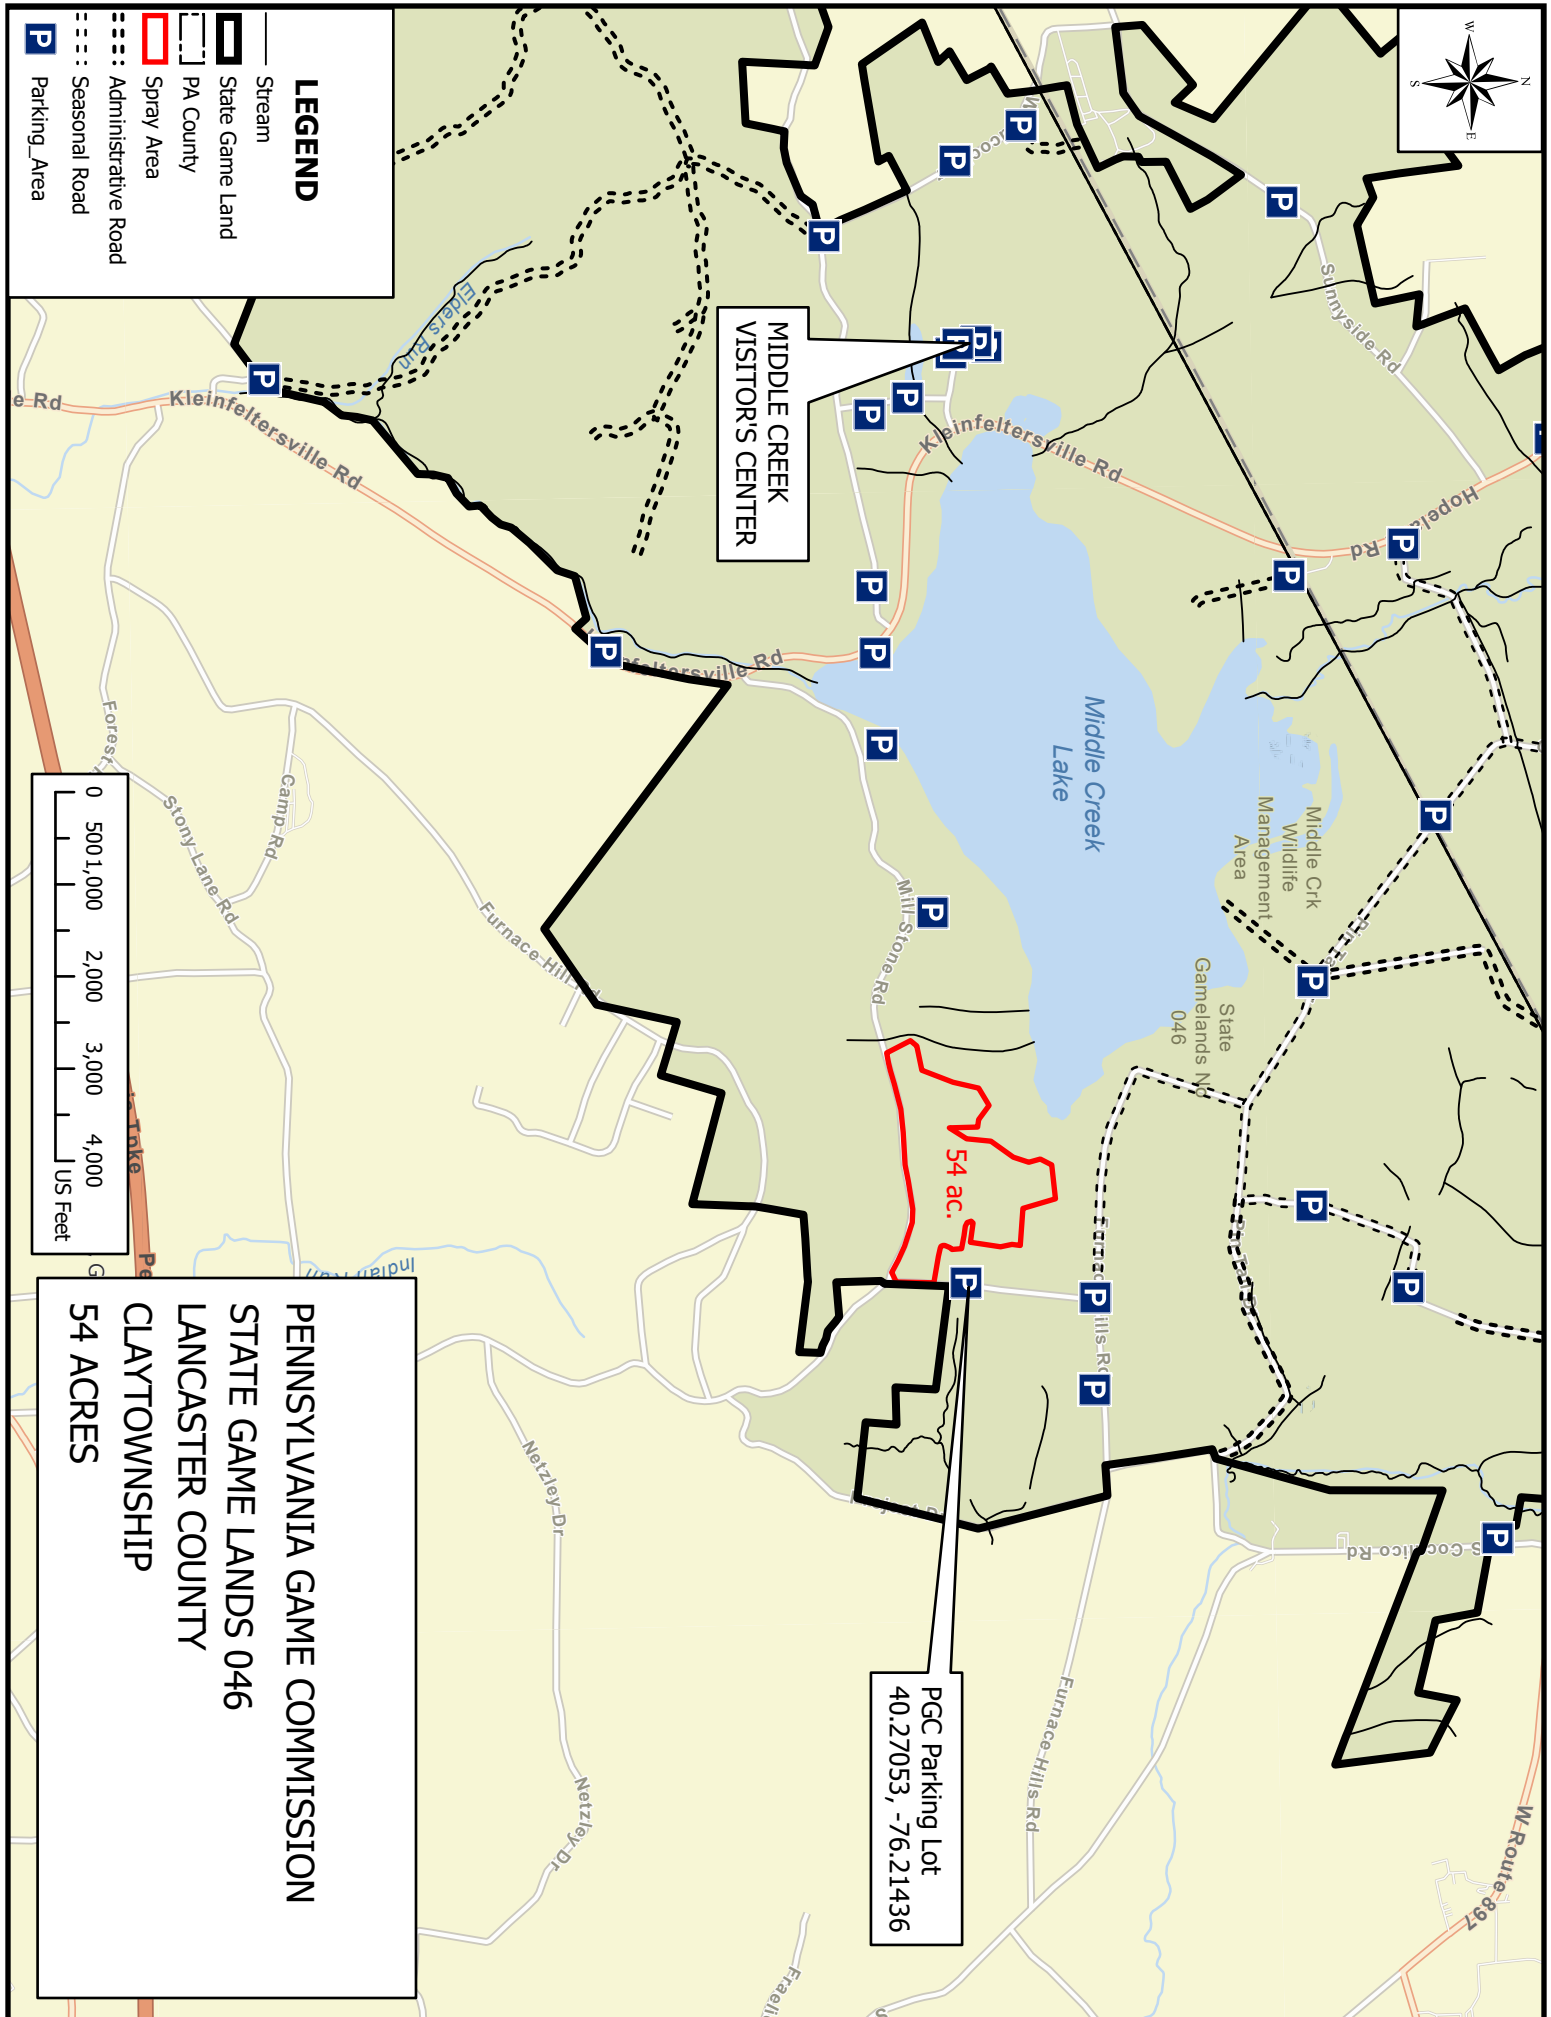 N
W
E
S
LEGEND
Stream
State Game Land
PA County
Spray Area
Administrative Road
Seasonal Road
P Parking_Area
MIDDLE CREEK
VISITOR'S CENTER
Sunnyside Rd
Kleinfeltersville Rd
Rd
Elders Run
Kleinfeltersville Rd
e Rd
Middle Creek
Lake
Middle Crk
Wildlife
Management
Area
State
Gamelands No
046
Mill Stone Rd
54 ac.
Furnace Hill Rd
Camp Rd
Stony Lane Rd
Forest
Indian Run
Netzley Dr
Netzley Dr
Furnace Hills Rd
S Cocalico Rd
W Route 897
PGC Parking Lot
40.27053, -76.21436
0 500 1,000 2,000 3,000 4,000
US Feet
PENNSYLVANIA GAME COMMISSION
STATE GAME LANDS 046
LANCASTER COUNTY
CLAYTOWNSHIP
54 ACRES